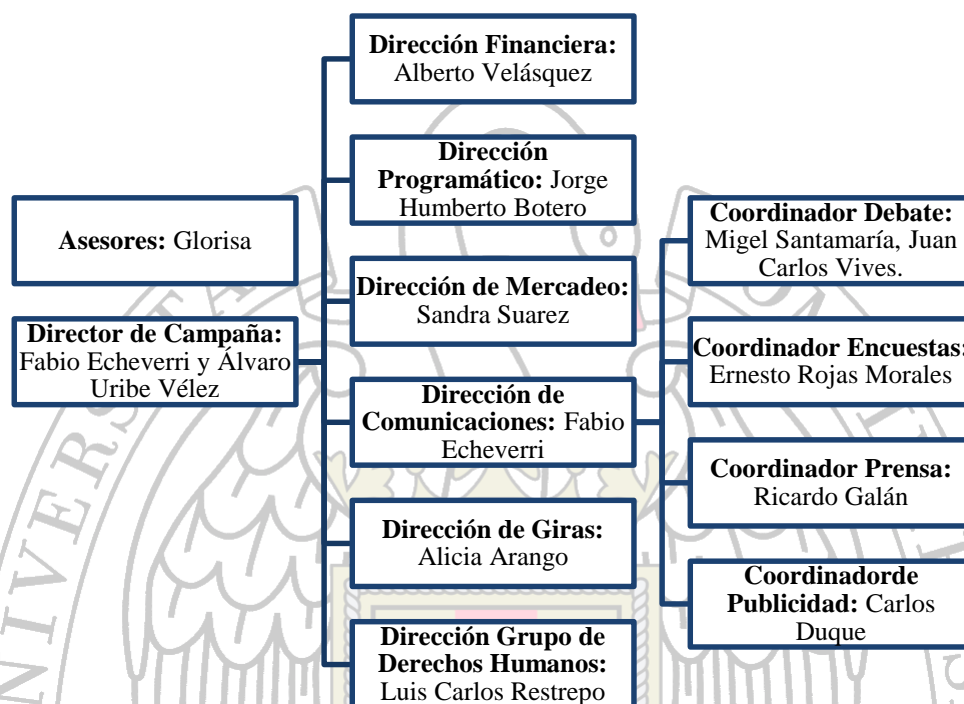 Asesores: Glorisa
Director de Campaña:
Fabio Echeverri y Álvaro
Uribe Vélez
Dirección Financiera:
Alberto Velásquez
Dirección
Programático: Jorge
Humberto Botero
Dirección de Mercadeo:
Sandra Suarez
Dirección de
Comunicaciones: Fabio
Echeverri
Dirección de Giras:
Alicia Arango
Dirección Grupo de
Derechos Humanos:
Luis Carlos Restrepo
Coordinador Debate:
Migel Santamaría, Juan
Carlos Vives.
Coordinador Encuestas:
Ernesto Rojas Morales
Coordinador Prensa:
Ricardo Galán
Coordinadorde
Publicidad: Carlos
Duque